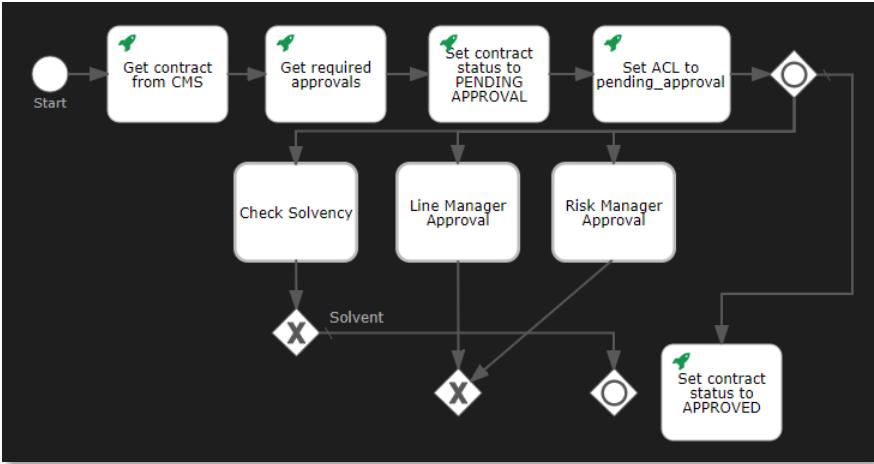 Get contract
from CMS
Get required
approvals
Set contract
status to
PENDING
APPROVAL
Set ACL to
pending_approval
Start
Check Solvency
Line Manager
Approval
Risk Manager
Approval
Solvent
X
X
Set contract
status to
APPROVED